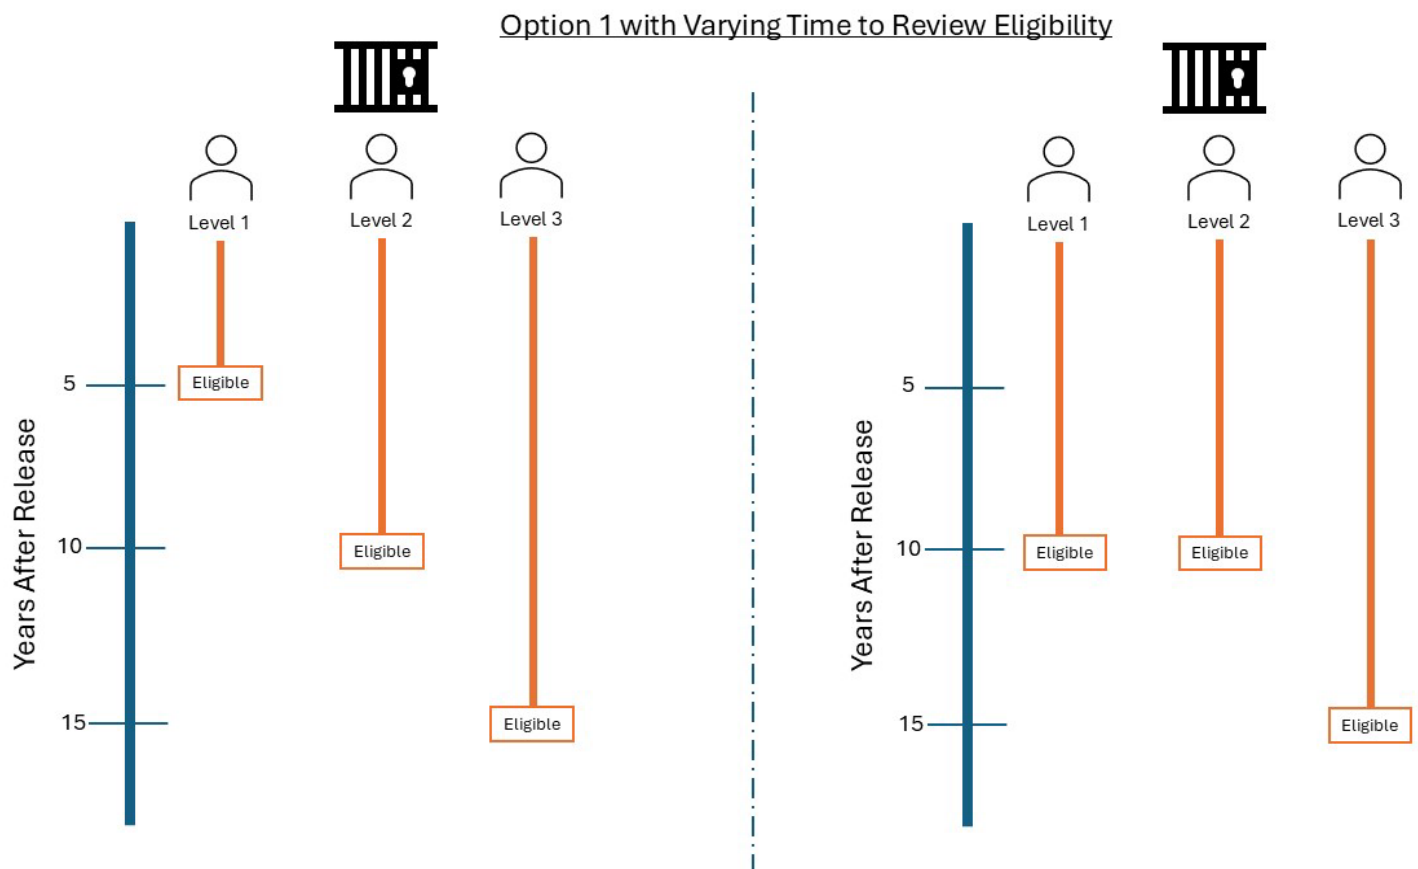 Option 1 with Varying Time to Review Eligibility
Level 1
Level 2
Level 3
Years After Release
5
Eligible
10
Eligible
15
Eligible
Level 1
Level 2
Level 3
Years After Release
5
10
Eligible
Eligible
15
Eligible